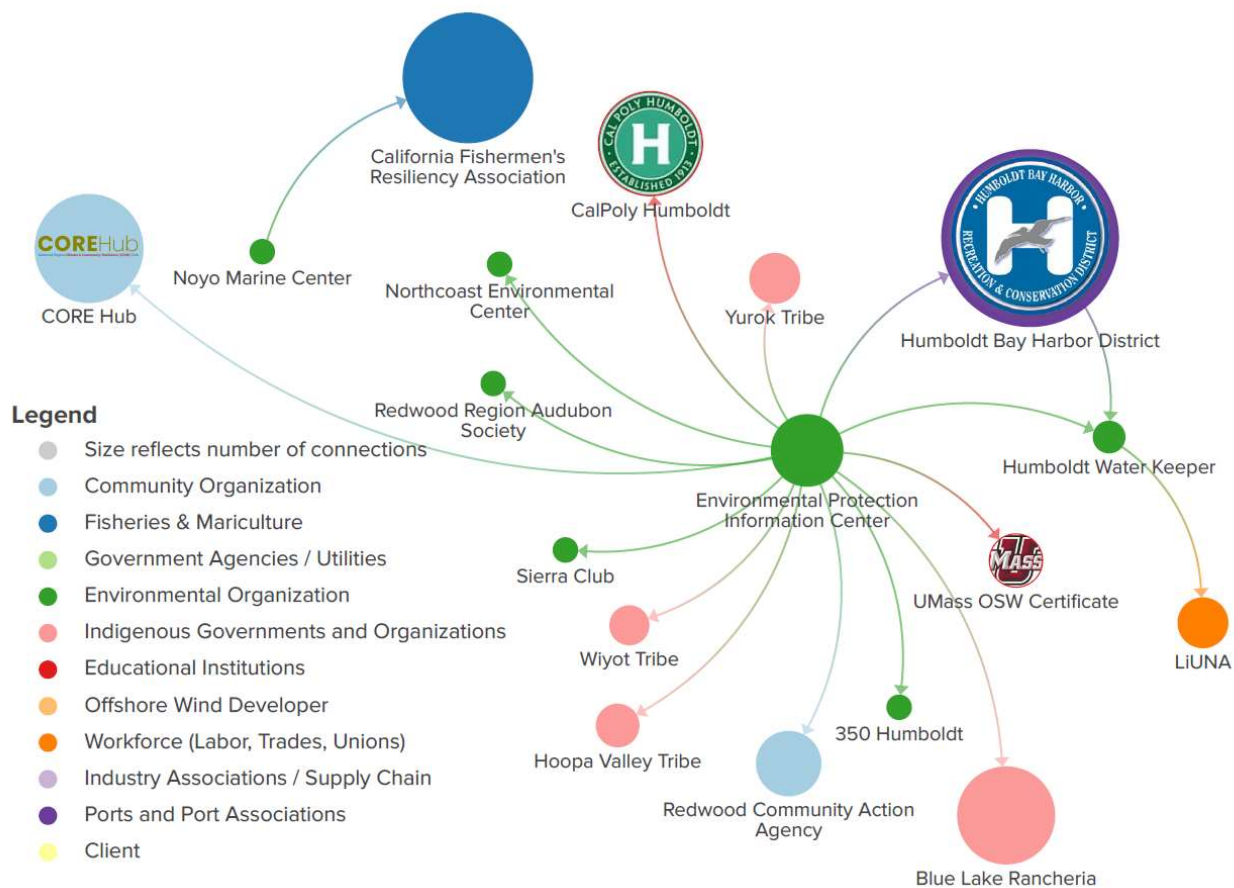 California Fishermen's
Resiliency Association
CAL POLY HUMBOLDT
H
ESTABLISHED 1913
CalPoly Humboldt
HUMBOLDT BAY HARBOR
H
RECREATION & CONSERVATION DISTRICT
Humboldt Bay Harbor District
COREHub
CORE Hub
Noyo Marine Center
Northcoast Environmental
Center
Yurok Tribe
Redwood Region Audubon
Society
Humboldt Water Keeper
Environmental Protection
Information Center
Sierra Club
MASS
UMass OSW Certificate
Wiyot Tribe
LiUNA
Hoopa Valley Tribe
350 Humboldt
Redwood Community Action
Agency
Blue Lake Rancheria
Legend
Size reflects number of connections
Community Organization
Fisheries & Mariculture
Government Agencies / Utilities
Environmental Organization
Indigenous Governments and Organizations
Educational Institutions
Offshore Wind Developer
Workforce (Labor, Trades, Unions)
Industry Associations / Supply Chain
Ports and Port Associations
Client